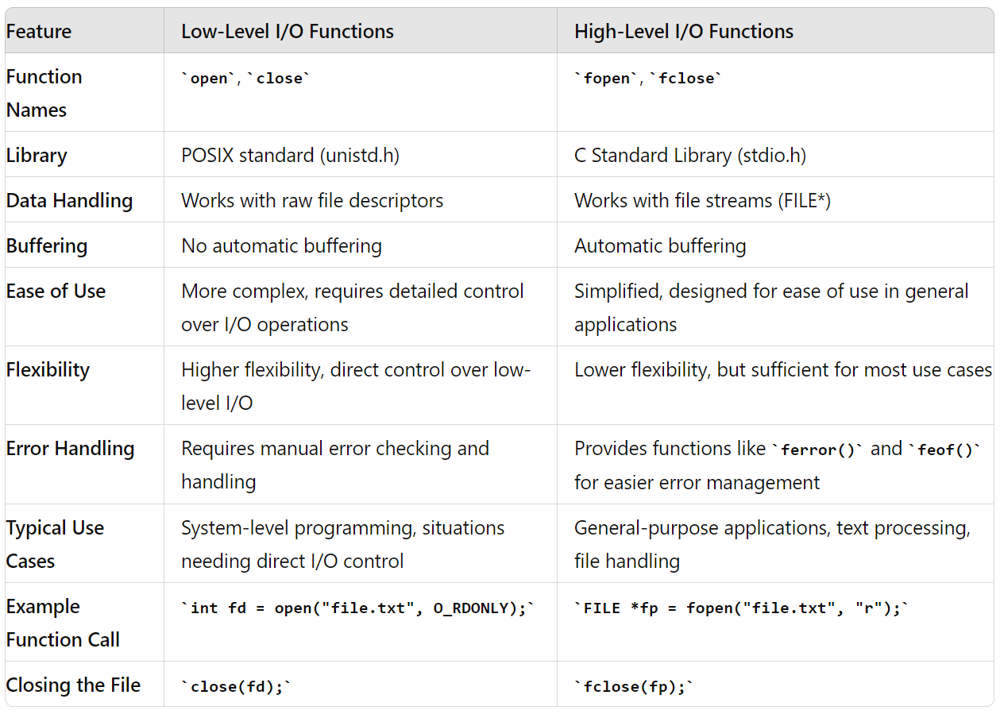 Feature Low-Level I/O Functions High-Level I/O Functions
Function `open`, `close` `fopen`, `fclose`
Names
Library POSIX standard (unistd.h) C Standard Library (stdio.h)
Data Handling Works with raw file descriptors Works with file streams (FILE*)
Buffering No automatic buffering Automatic buffering
Ease of Use More complex, requires detailed control Simplified, designed for ease of use in general
over I/O operations applications
Flexibility Higher flexibility, direct control over low- Lower flexibility, but sufficient for most use cases
level I/O
Error Handling Requires manual error checking and Provides functions like `ferror()` and `feof()`
handling for easier error management
Typical Use System-level programming, situations General-purpose applications, text processing,
Cases needing direct I/O control file handling
Example `int fd = open("file.txt", O_RDONLY);` `FILE *fp = fopen("file.txt", "r");`
Function Call
Closing the File `close(fd);` `fclose(fp);`